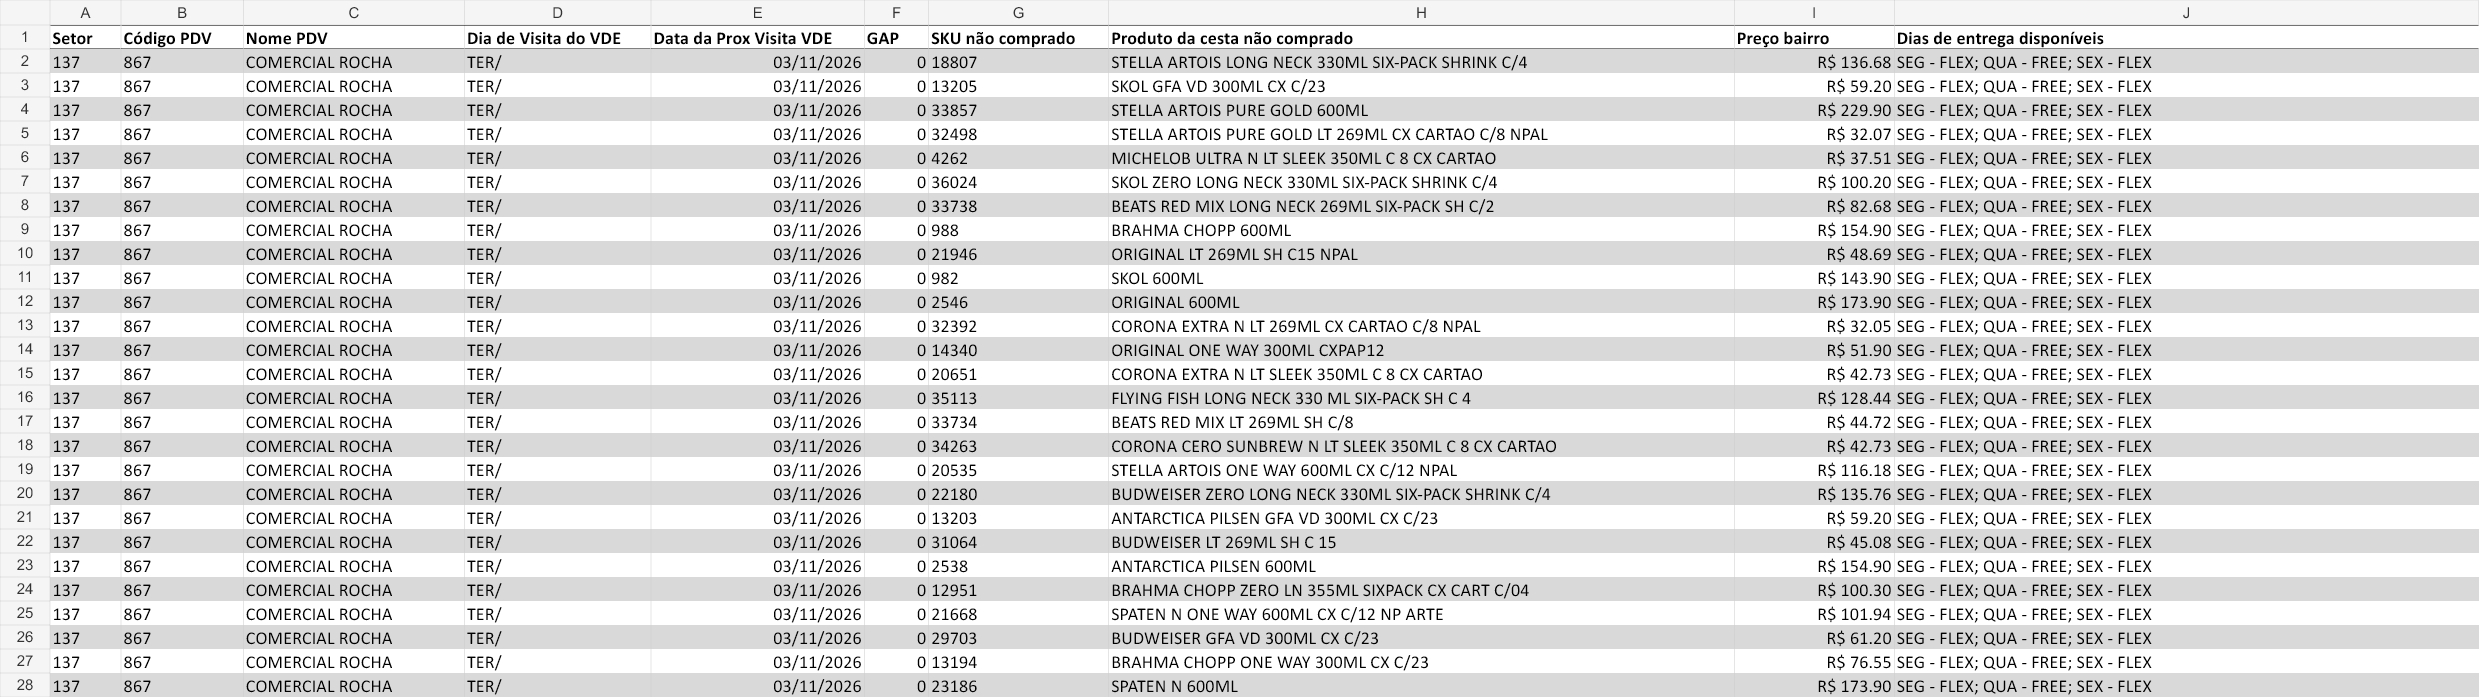 A B C D E F G H I J
1 Setor Código PDV Nome PDV Dia de Visita do VDE Data da Prox Visita VDE GAP SKU não comprado Produto da cesta não comprado Preço bairro Dias de entrega disponíveis
2 137 867 COMERCIAL ROCHA TER/ 03/11/2026 0 18807 STELLA ARTOIS LONG NECK 330ML SIX-PACK SHRINK C/4 R$ 136.68 SEG - FLEX; QUA - FREE; SEX - FLEX
3 137 867 COMERCIAL ROCHA TER/ 03/11/2026 0 13205 SKOL GFA VD 300ML CX C/23 R$ 59.20 SEG - FLEX; QUA - FREE; SEX - FLEX
4 137 867 COMERCIAL ROCHA TER/ 03/11/2026 0 33857 STELLA ARTOIS PURE GOLD 600ML R$ 229.90 SEG - FLEX; QUA - FREE; SEX - FLEX
5 137 867 COMERCIAL ROCHA TER/ 03/11/2026 0 32498 STELLA ARTOIS PURE GOLD LT 269ML CX CARTAO C/8 NPAL R$ 32.07 SEG - FLEX; QUA - FREE; SEX - FLEX
6 137 867 COMERCIAL ROCHA TER/ 03/11/2026 0 4262 MICHELOB ULTRA N LT SLEEK 350ML C 8 CX CARTAO R$ 37.51 SEG - FLEX; QUA - FREE; SEX - FLEX
7 137 867 COMERCIAL ROCHA TER/ 03/11/2026 0 36024 SKOL ZERO LONG NECK 330ML SIX-PACK SHRINK C/4 R$ 100.20 SEG - FLEX; QUA - FREE; SEX - FLEX
8 137 867 COMERCIAL ROCHA TER/ 03/11/2026 0 33738 BEATS RED MIX LONG NECK 269ML SIX-PACK SH C/2 R$ 82.68 SEG - FLEX; QUA - FREE; SEX - FLEX
9 137 867 COMERCIAL ROCHA TER/ 03/11/2026 0 988 BRAHMA CHOPP 600ML R$ 154.90 SEG - FLEX; QUA - FREE; SEX - FLEX
10 137 867 COMERCIAL ROCHA TER/ 03/11/2026 0 21946 ORIGINAL LT 269ML SH C15 NPAL R$ 48.69 SEG - FLEX; QUA - FREE; SEX - FLEX
11 137 867 COMERCIAL ROCHA TER/ 03/11/2026 0 982 SKOL 600ML R$ 143.90 SEG - FLEX; QUA - FREE; SEX - FLEX
12 137 867 COMERCIAL ROCHA TER/ 03/11/2026 0 2546 ORIGINAL 600ML R$ 173.90 SEG - FLEX; QUA - FREE; SEX - FLEX
13 137 867 COMERCIAL ROCHA TER/ 03/11/2026 0 32392 CORONA EXTRA N LT 269ML CX CARTAO C/8 NPAL R$ 32.05 SEG - FLEX; QUA - FREE; SEX - FLEX
14 137 867 COMERCIAL ROCHA TER/ 03/11/2026 0 14340 ORIGINAL ONE WAY 300ML CXPAP12 R$ 51.90 SEG - FLEX; QUA - FREE; SEX - FLEX
15 137 867 COMERCIAL ROCHA TER/ 03/11/2026 0 20651 CORONA EXTRA N LT SLEEK 350ML C 8 CX CARTAO R$ 42.73 SEG - FLEX; QUA - FREE; SEX - FLEX
16 137 867 COMERCIAL ROCHA TER/ 03/11/2026 0 35113 FLYING FISH LONG NECK 330 ML SIX-PACK SH C 4 R$ 128.44 SEG - FLEX; QUA - FREE; SEX - FLEX
17 137 867 COMERCIAL ROCHA TER/ 03/11/2026 0 33734 BEATS RED MIX LT 269ML SH C/8 R$ 44.72 SEG - FLEX; QUA - FREE; SEX - FLEX
18 137 867 COMERCIAL ROCHA TER/ 03/11/2026 0 34263 CORONA CERO SUNBREW N LT SLEEK 350ML C 8 CX CARTAO R$ 42.73 SEG - FLEX; QUA - FREE; SEX - FLEX
19 137 867 COMERCIAL ROCHA TER/ 03/11/2026 0 20535 STELLA ARTOIS ONE WAY 600ML CX C/12 NPAL R$ 116.18 SEG - FLEX; QUA - FREE; SEX - FLEX
20 137 867 COMERCIAL ROCHA TER/ 03/11/2026 0 22180 BUDWEISER ZERO LONG NECK 330ML SIX-PACK SHRINK C/4 R$ 135.76 SEG - FLEX; QUA - FREE; SEX - FLEX
21 137 867 COMERCIAL ROCHA TER/ 03/11/2026 0 13203 ANTARCTICA PILSEN GFA VD 300ML CX C/23 R$ 59.20 SEG - FLEX; QUA - FREE; SEX - FLEX
22 137 867 COMERCIAL ROCHA TER/ 03/11/2026 0 31064 BUDWEISER LT 269ML SH C 15 R$ 45.08 SEG - FLEX; QUA - FREE; SEX - FLEX
23 137 867 COMERCIAL ROCHA TER/ 03/11/2026 0 2538 ANTARCTICA PILSEN 600ML R$ 154.90 SEG - FLEX; QUA - FREE; SEX - FLEX
24 137 867 COMERCIAL ROCHA TER/ 03/11/2026 0 12951 BRAHMA CHOPP ZERO LN 355ML SIXPACK CX CART C/04 R$ 100.30 SEG - FLEX; QUA - FREE; SEX - FLEX
25 137 867 COMERCIAL ROCHA TER/ 03/11/2026 0 21668 SPATEN N ONE WAY 600ML CX C/12 NP ARTE R$ 101.94 SEG - FLEX; QUA - FREE; SEX - FLEX
26 137 867 COMERCIAL ROCHA TER/ 03/11/2026 0 29703 BUDWEISER GFA VD 300ML CX C/23 R$ 61.20 SEG - FLEX; QUA - FREE; SEX - FLEX
27 137 867 COMERCIAL ROCHA TER/ 03/11/2026 0 13194 BRAHMA CHOPP ONE WAY 300ML CX C/23 R$ 76.55 SEG - FLEX; QUA - FREE; SEX - FLEX
28 137 867 COMERCIAL ROCHA TER/ 03/11/2026 0 23186 SPATEN N 600ML R$ 173.90 SEG - FLEX; QUA - FREE; SEX - FLEX